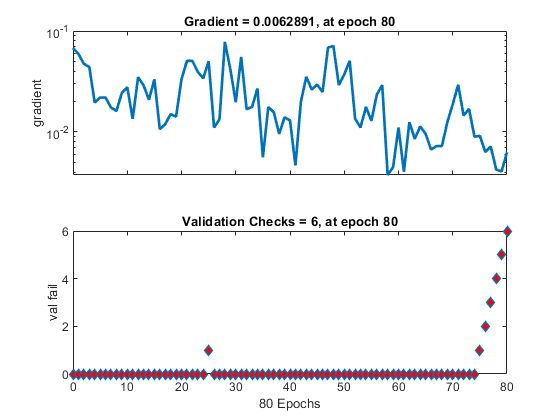 Gradient = 0.0062891, at epoch 80
10^-1
gradient
10^-2
Validation Checks = 6, at epoch 80
6
4
val fail
2
0
0 10 20 30 40 50 60 70 80
80 Epochs